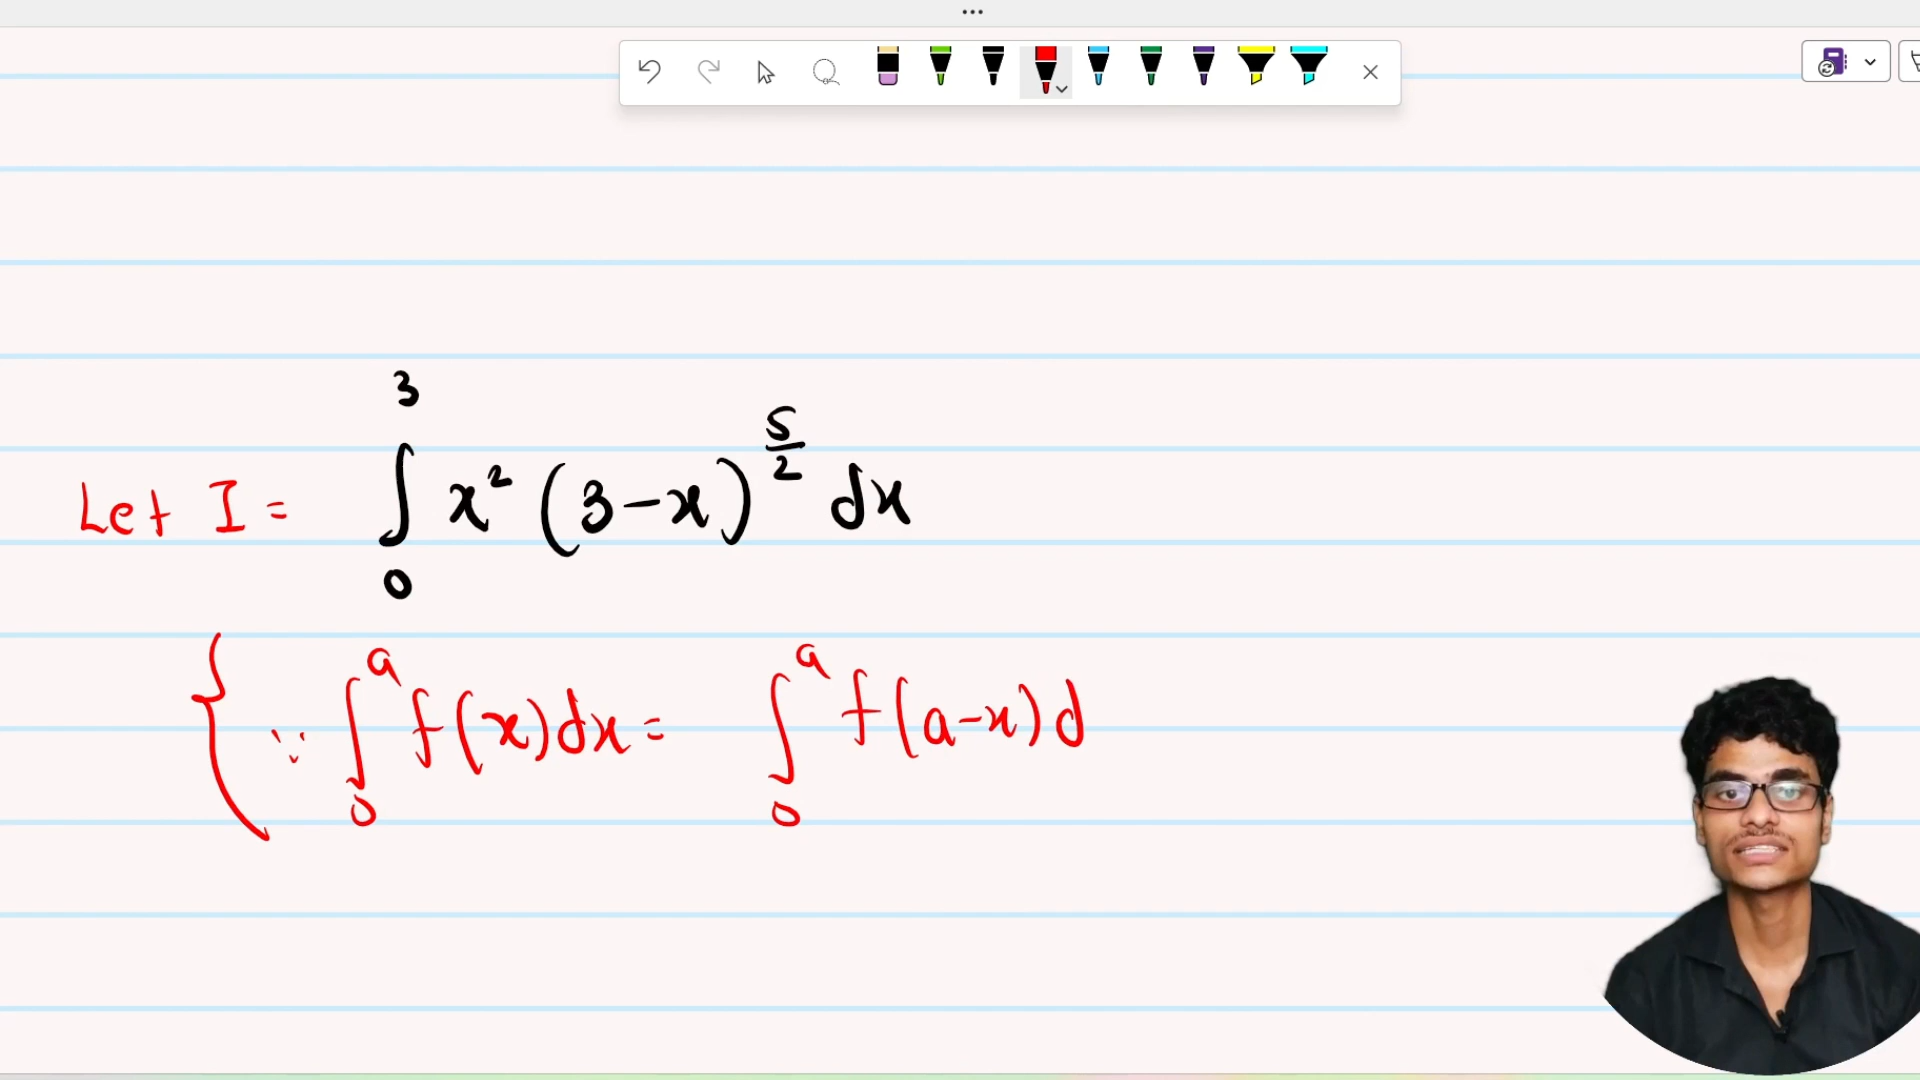 Let I = ∫₀³ x² (3-x)^(5/2) dx
{ ∵ ∫₀ᵃ f(x)dx = ∫₀ᵃ f(a-x)d